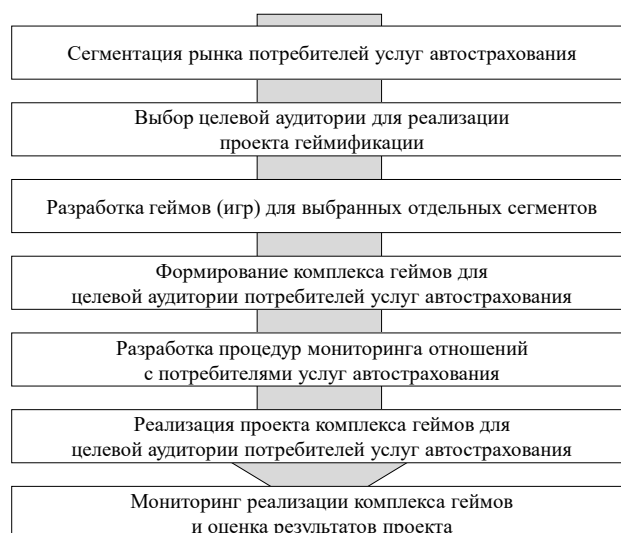 Сегментация рынка потребителей услуг автострахования
Выбор целевой аудитории для реализации
проекта геймификации
Разработка геймов (игр) для выбранных отдельных сегментов
Формирование комплекса геймов для
целевой аудитории потребителей услуг автострахования
Разработка процедур мониторинга отношений
с потребителями услуг автострахования
Реализация проекта комплекса геймов для
целевой аудитории потребителей услуг автострахования
Мониторинг реализации комплекса геймов
и оценка результатов проекта